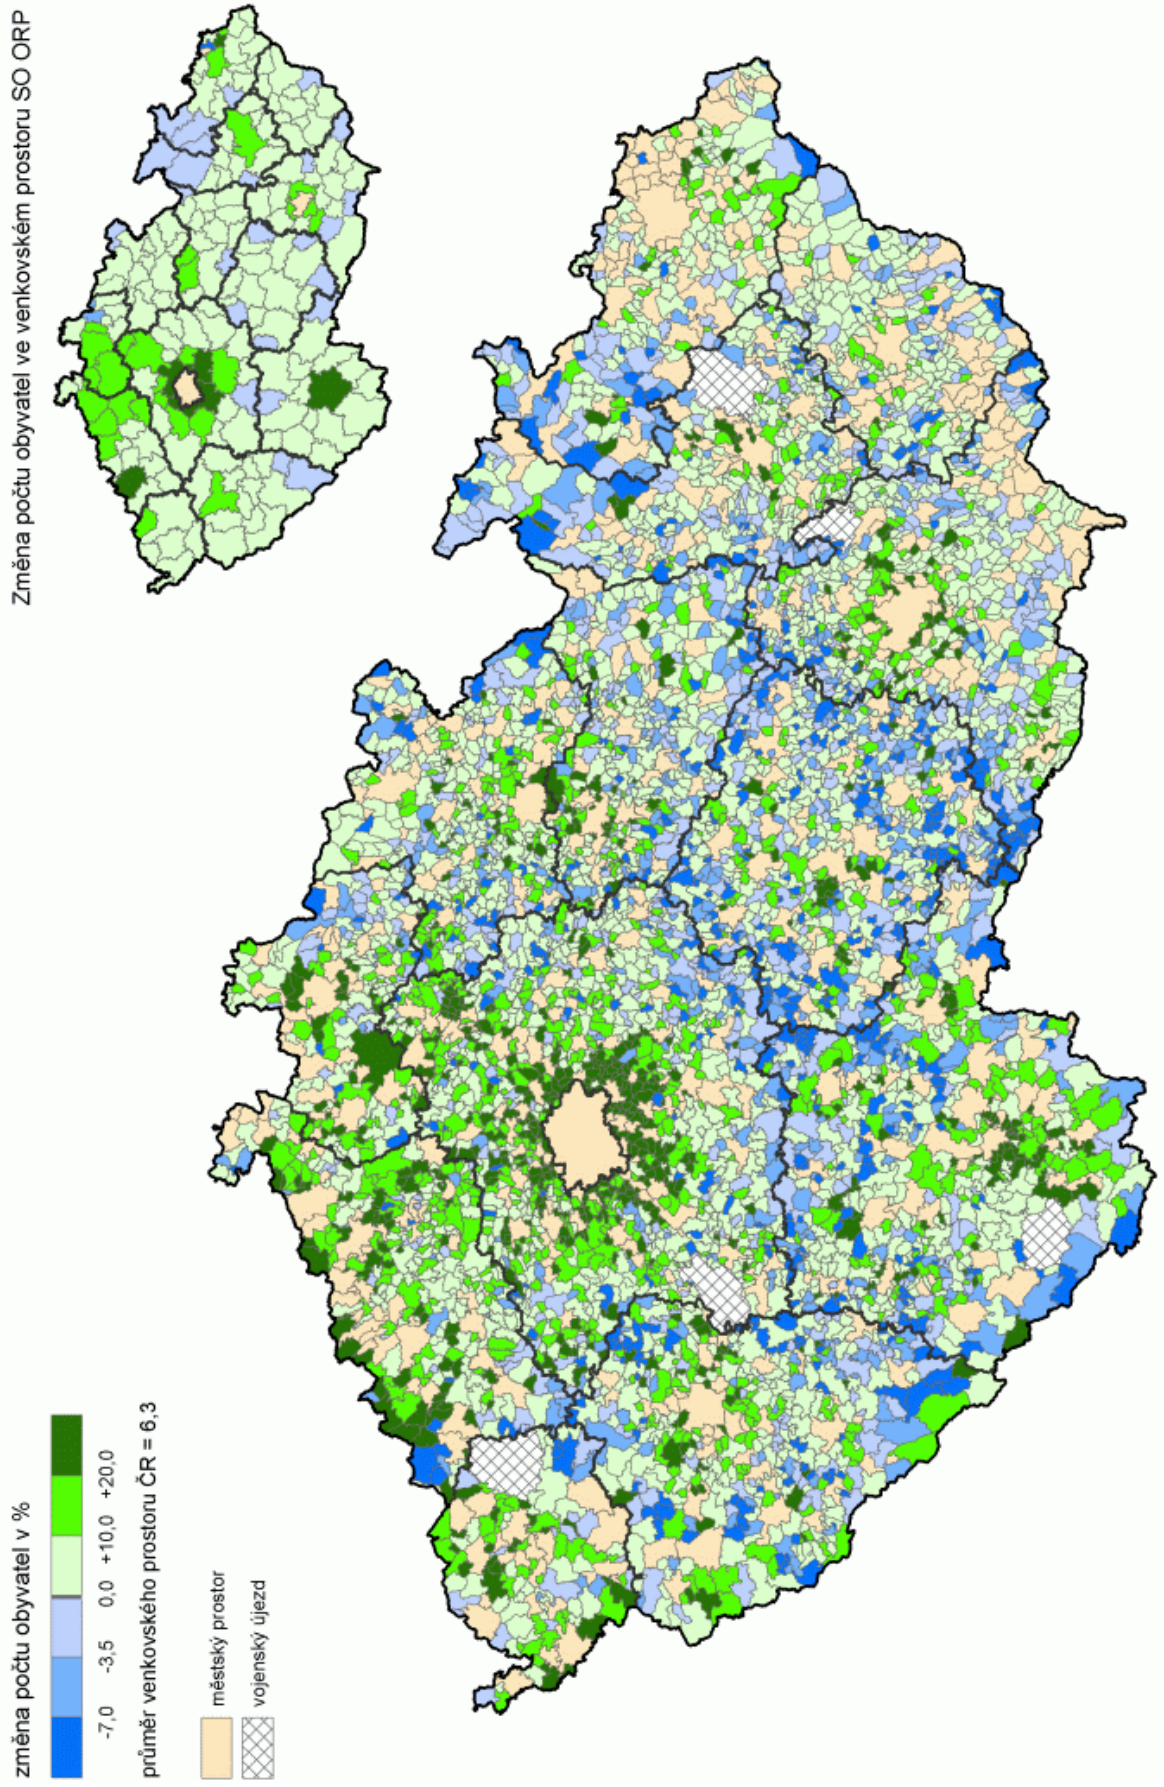 Změna počtu obyvatel ve venkovském prostoru SO ORP
změna počtu obyvatel v %
-7,0 -3,5 0,0 +10,0 +20,0
průměr venkovského prostoru ČR = 6,3
městský prostor
vojenský újezd